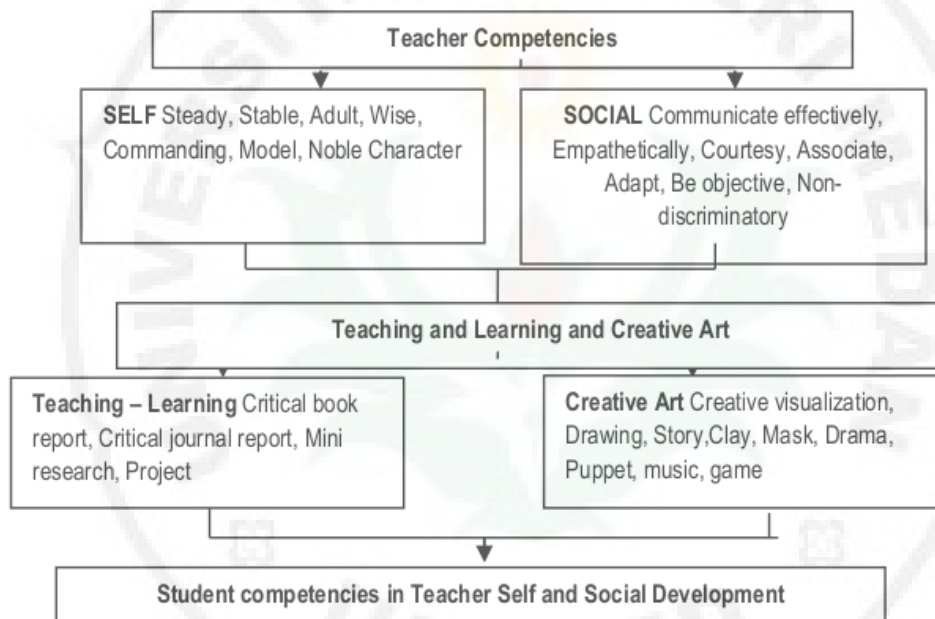 Teacher Competencies
SELF Steady, Stable, Adult, Wise,
Commanding, Model, Noble Character
SOCIAL Communicate effectively,
Empathetically, Courtesy, Associate,
Adapt, Be objective, Non-
discriminatory
Teaching and Learning and Creative Art
Teaching – Learning Critical book
report, Critical journal report, Mini
research, Project
Creative Art Creative visualization,
Drawing, Story,Clay, Mask, Drama,
Puppet, music, game
Student competencies in Teacher Self and Social Development